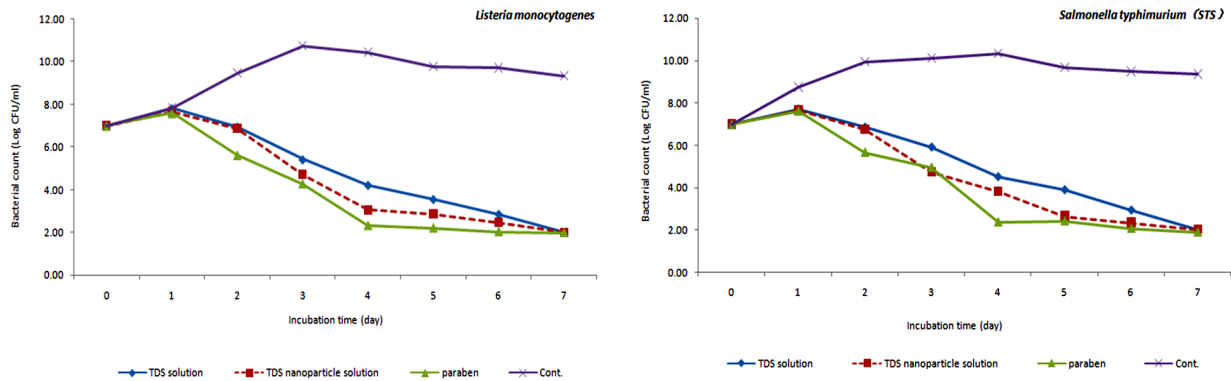 Listeria monocytogenes
12.00
10.00
8.00
6.00
4.00
2.00
0.00
Bacterial count (Log CFU/ml)
0 1 2 3 4 5 6 7
Incubation time (day)
TDS solution TDS nanoparticle solution paraben Cont.
Salmonella typhimurium (STS)
12.00
10.00
8.00
6.00
4.00
2.00
0.00
Bacterial count (Log CFU/ml)
0 1 2 3 4 5 6 7
Incubation time (day)
TDS solution TDS nanoparticle solution paraben Cont.